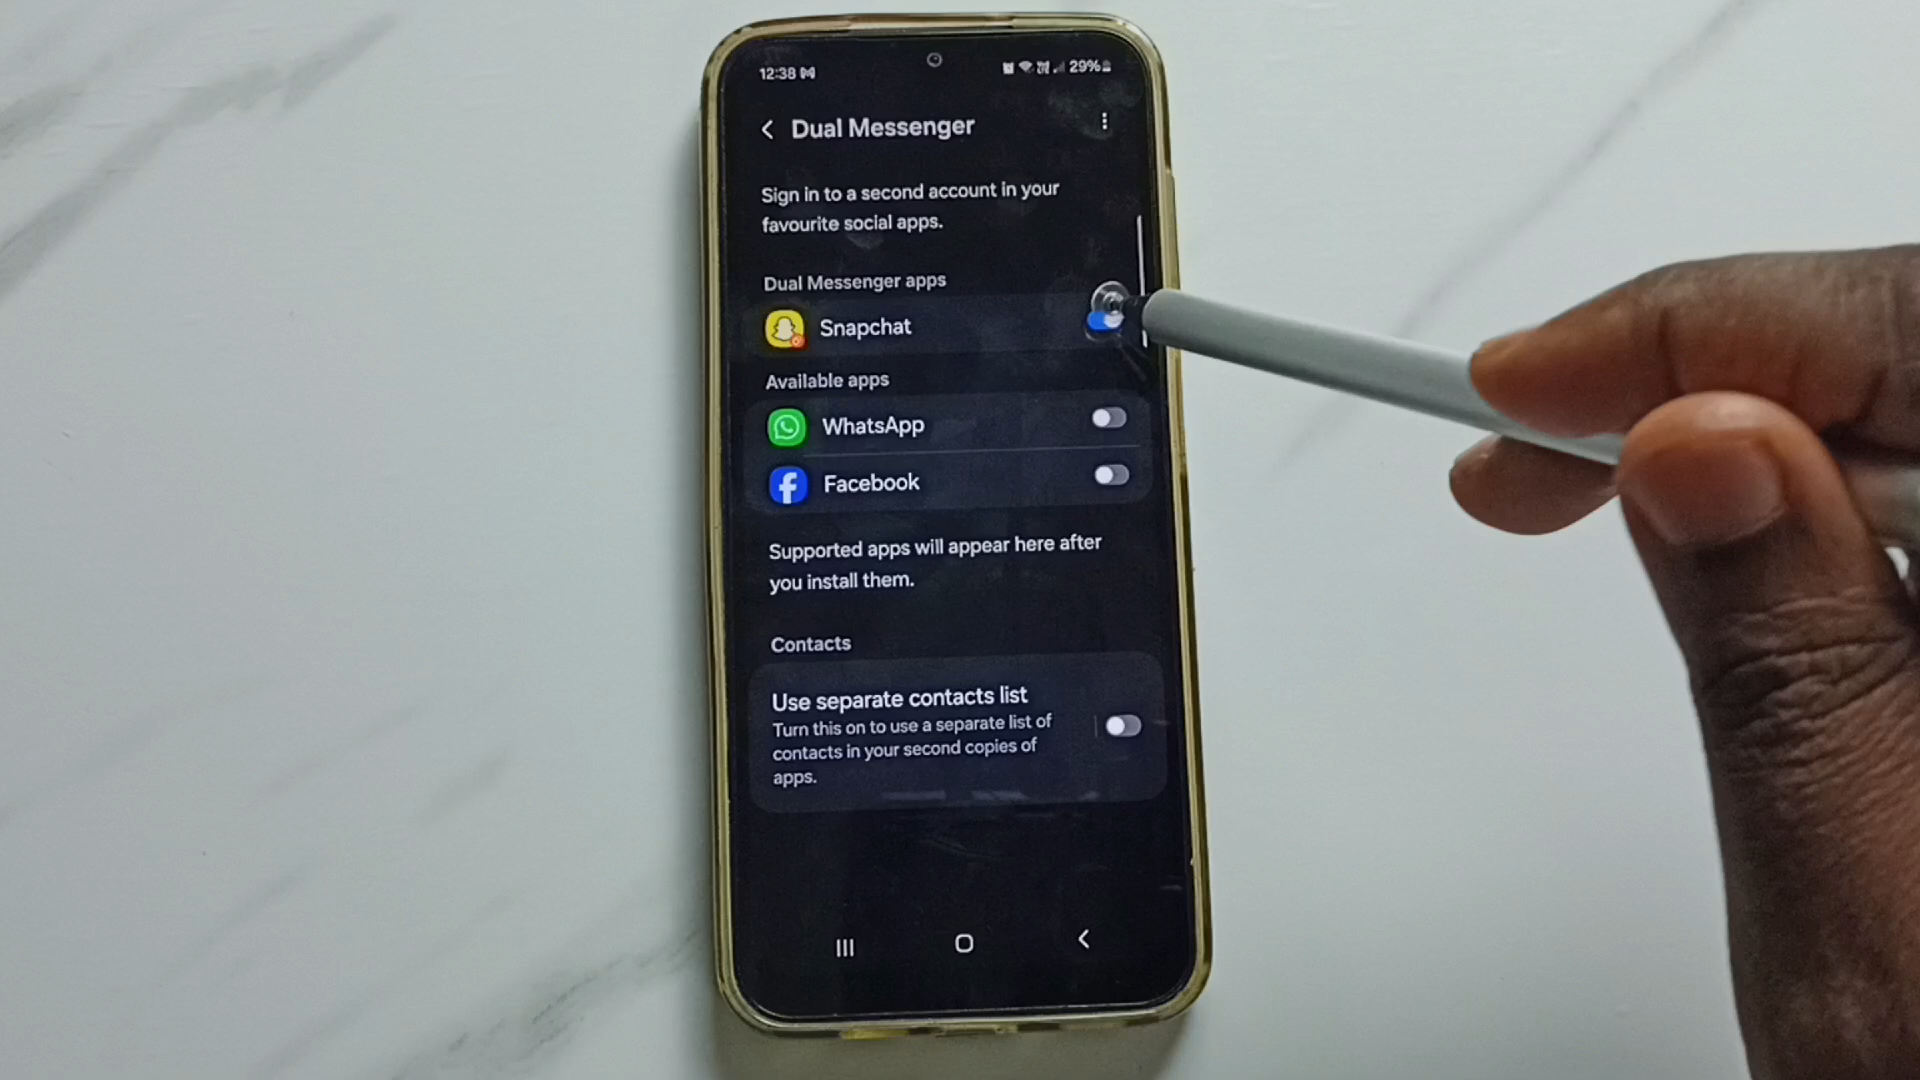 12:38
29%
Dual Messenger
Sign in to a second account in your
favourite social apps.
Dual Messenger apps
Snapchat
Available apps
WhatsApp
Facebook
Supported apps will appear here after
you install them.
Contacts
Use separate contacts list
Turn this on to use a separate list of
contacts in your second copies of
apps.